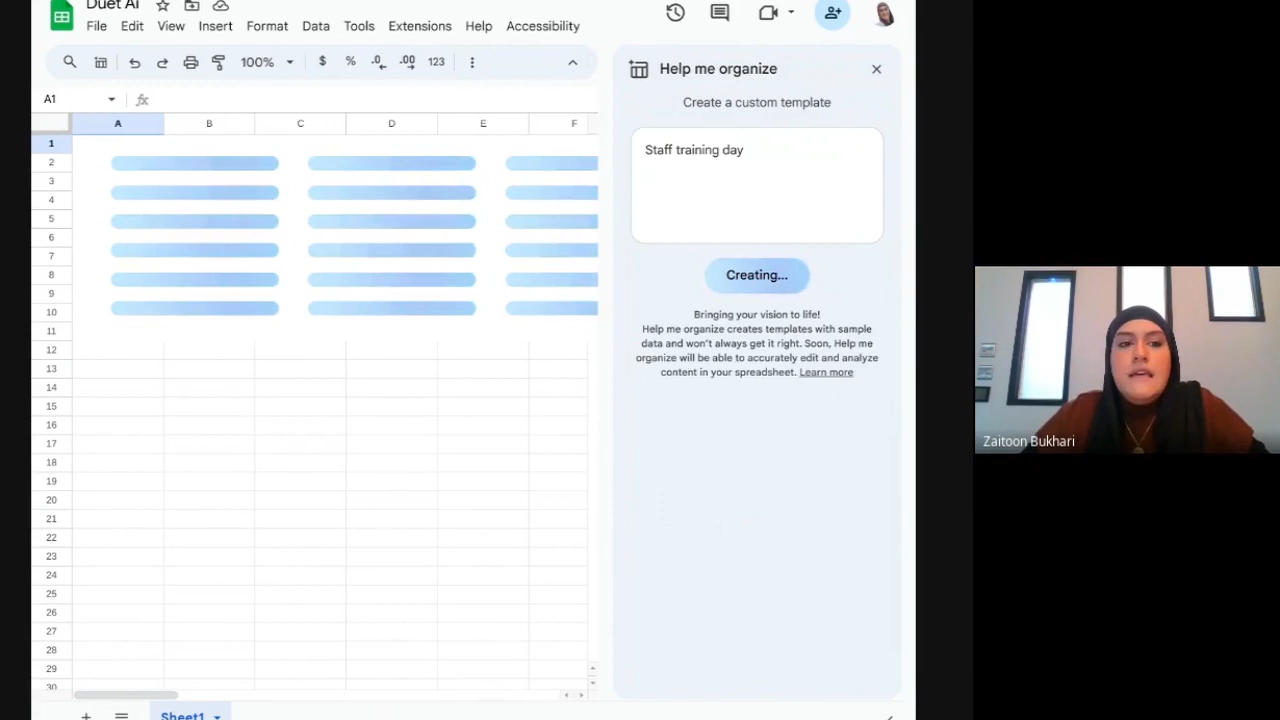 Duet Ai
File Edit View Insert Format Data Tools Extensions Help Accessibility
100% $ % .0 .00 123
A1 fx
A B C D E F
1
2
3
4
5
6
7
8
9
10
11
12
13
14
15
16
17
18
19
20
21
22
23
24
25
26
27
28
29
30
Sheet1
Help me organize
Create a custom template
Staff training day
Creating...
Bringing your vision to life!
Help me organize creates templates with sample
data and won't always get it right. Soon, Help me
organize will be able to accurately edit and analyze
content in your spreadsheet. Learn more
Zaitoon Bukhari